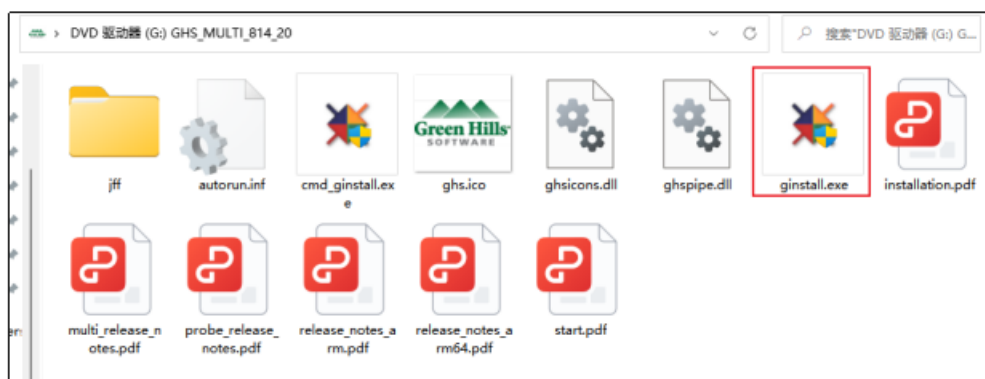 DVD 驱动器 (G:) GHS_MULTI_814_20
搜索"DVD 驱动器 (G:) G...
Green Hills
SOFTWARE
jff
autorun.inf
cmd_ginstall.ex
e
ghs.ico
ghsicons.dll
ghspipe.dll
ginstall.exe
installation.pdf
multi_release_n
otes.pdf
probe_release_
notes.pdf
release_notes_a
rm.pdf
release_notes_a
rm64.pdf
start.pdf